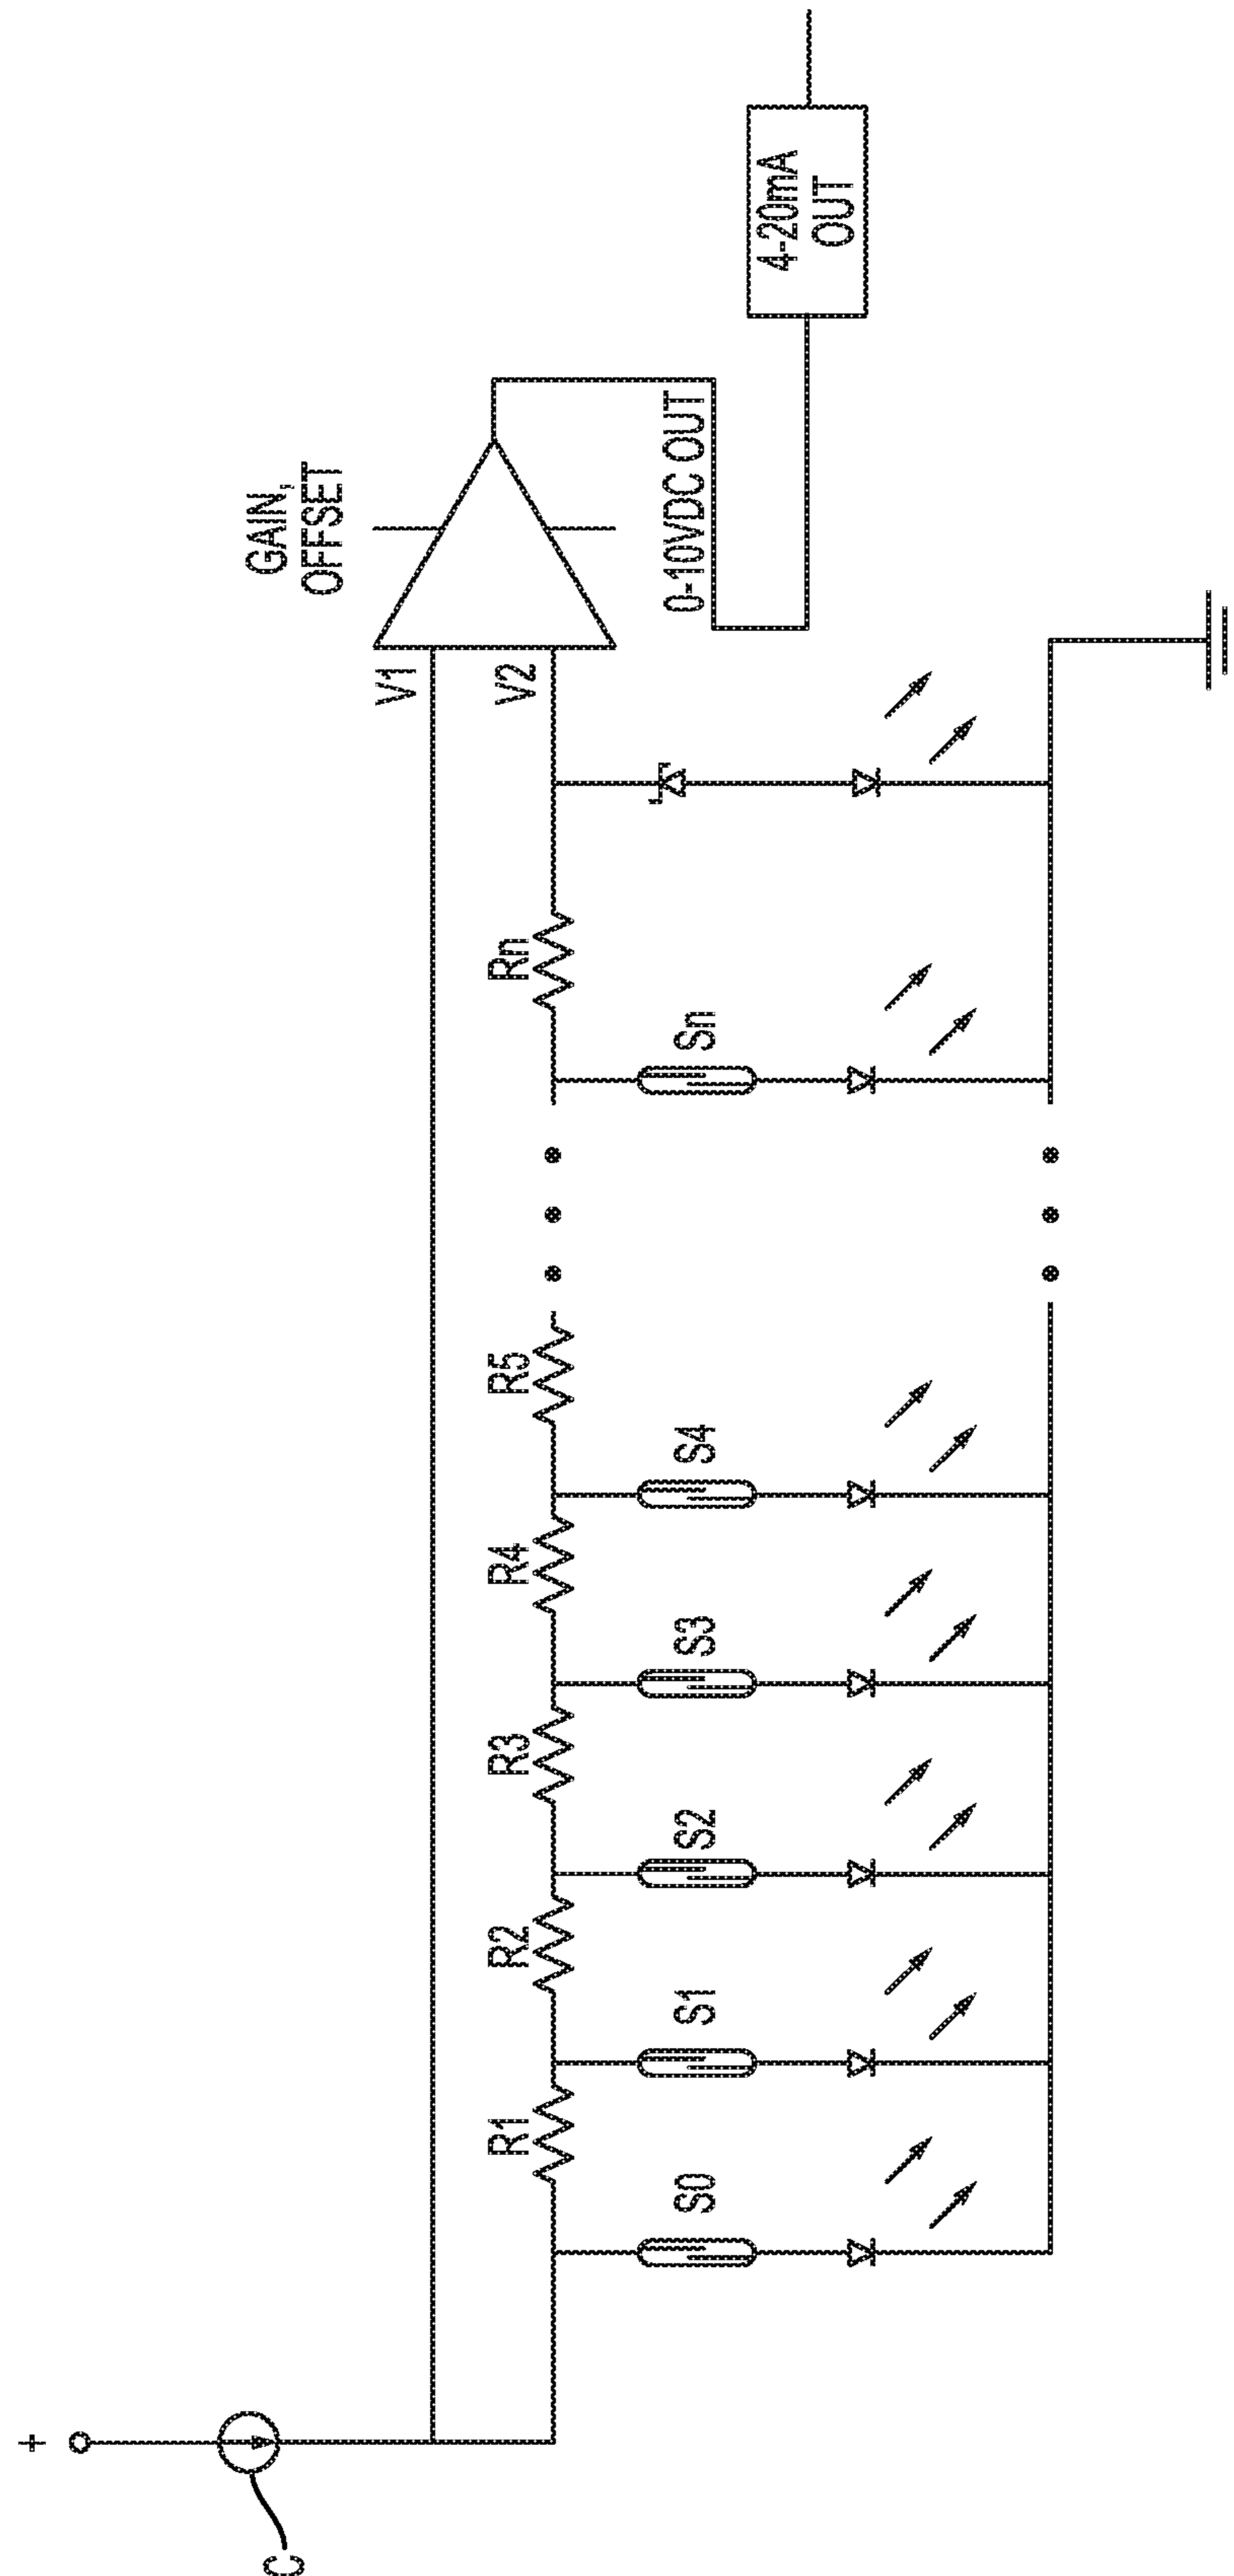 +
C
GAIN,
OFFSET
V1
V2
0-10VDC OUT
4-20mA
OUT
R1
R2
R3
R4
R5
Rn
S0
S1
S2
S3
S4
Sn